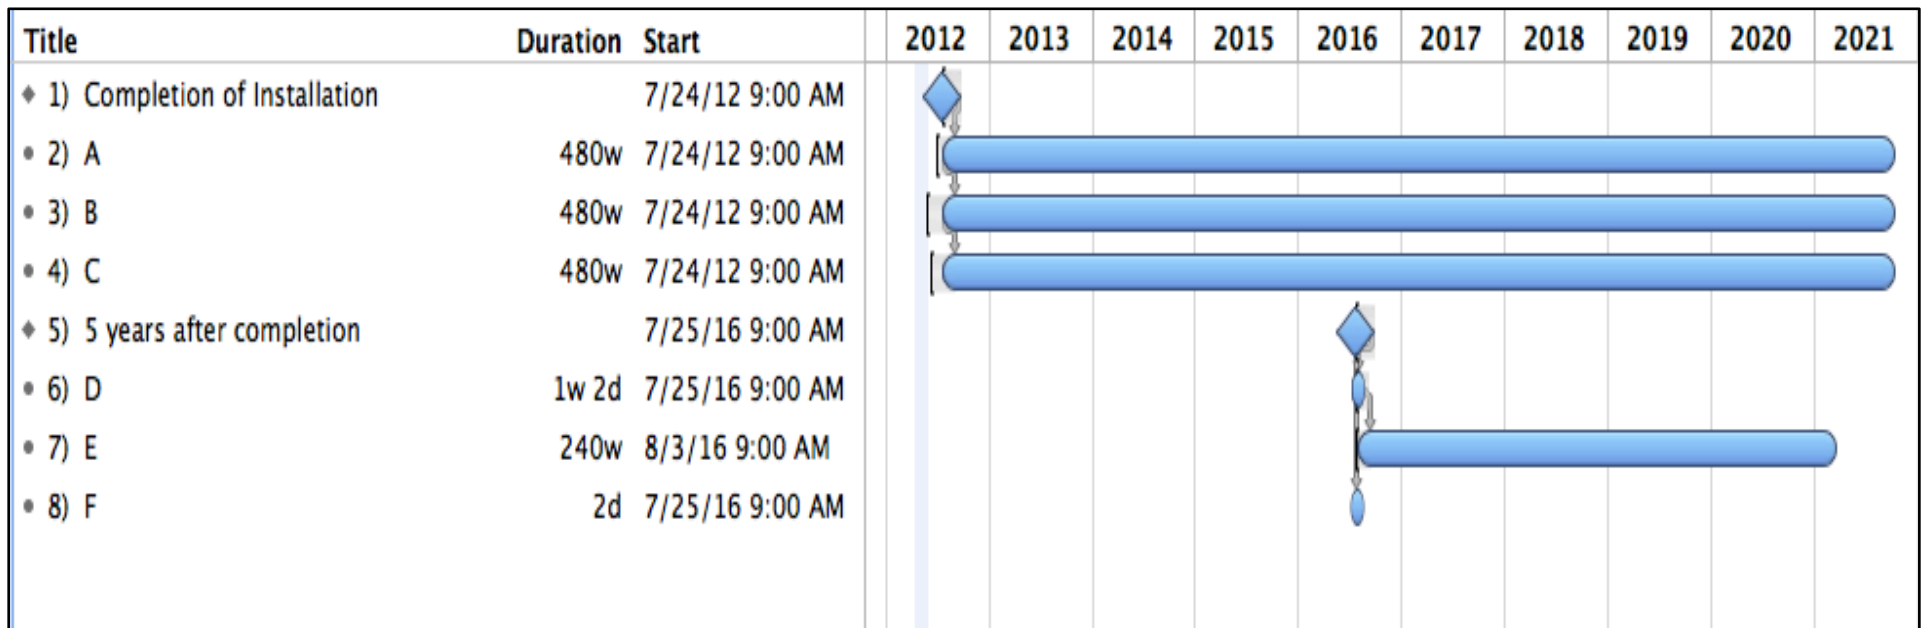 Title Duration Start 2012 2013 2014 2015 2016 2017 2018 2019 2020 2021
1) Completion of Installation 7/24/12 9:00 AM
2) A 480w 7/24/12 9:00 AM
3) B 480w 7/24/12 9:00 AM
4) C 480w 7/24/12 9:00 AM
5) 5 years after completion 7/25/16 9:00 AM
6) D 1w 2d 7/25/16 9:00 AM
7) E 240w 8/3/16 9:00 AM
8) F 2d 7/25/16 9:00 AM